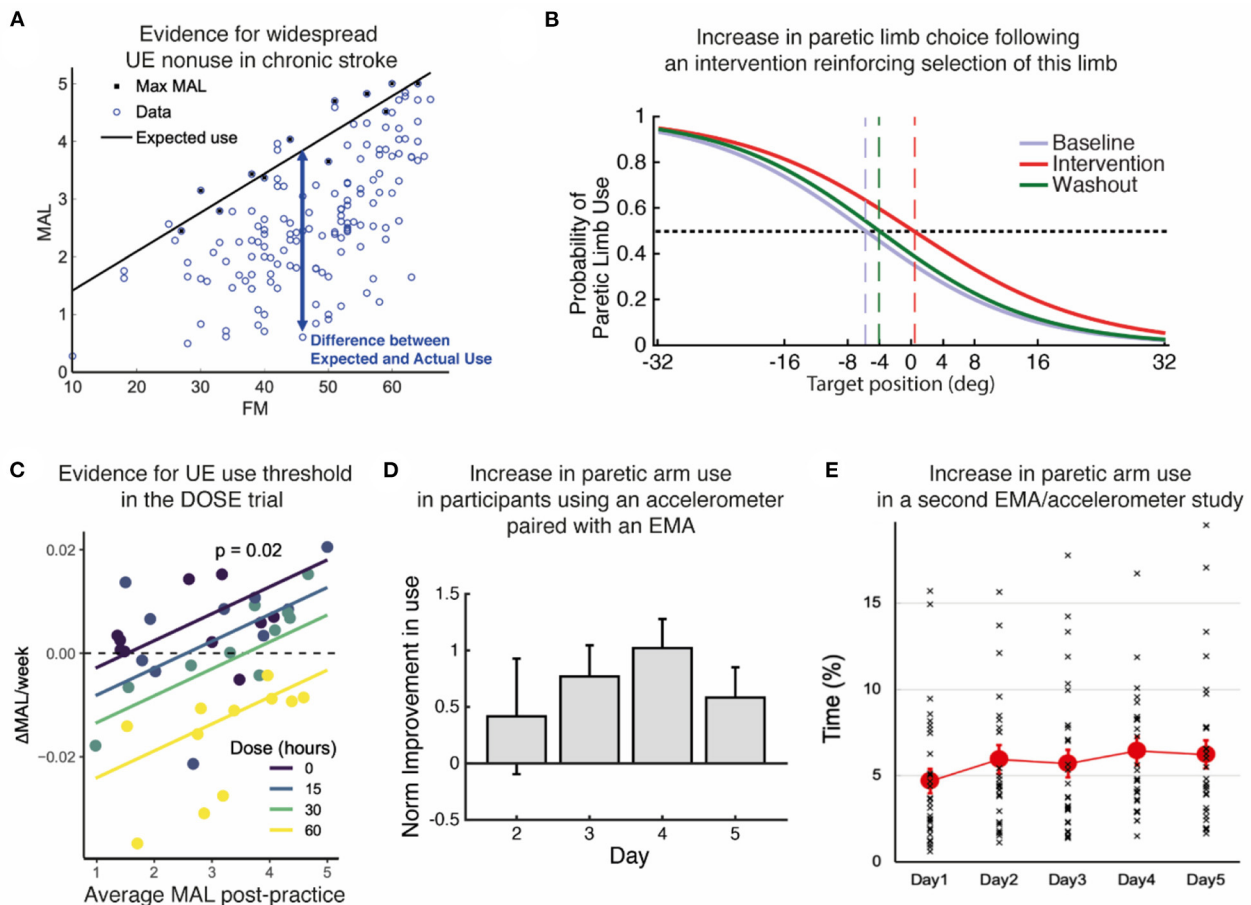 A
Evidence for widespread
UE nonuse in chronic stroke
5
4
3
2
1
0
MAL
Max MAL
Data
Expected use
Difference between
Expected and Actual Use
10 20 30 40 50 60
FM
B
Increase in paretic limb choice following
an intervention reinforcing selection of this limb
1
0.8
0.6
0.4
0.2
0
Probability of
Paretic Limb Use
Baseline
Intervention
Washout
-32 -16 -8 -4 0 4 8 16 32
Target position (deg)
C
Evidence for UE use threshold
in the DOSE trial
p = 0.02
0.02
0.00
−0.02
ΔMAL/week
Dose (hours)
0
15
30
60
1 2 3 4 5
Average MAL post-practice
D
Increase in paretic arm use
in participants using an accelerometer
paired with an EMA
Norm Improvement in use
1.5
1
0.5
0
-0.5
2 3 4 5
Day
E
Increase in paretic arm use
in a second EMA/accelerometer study
Time (%)
15
10
5
0
Day1 Day2 Day3 Day4 Day5